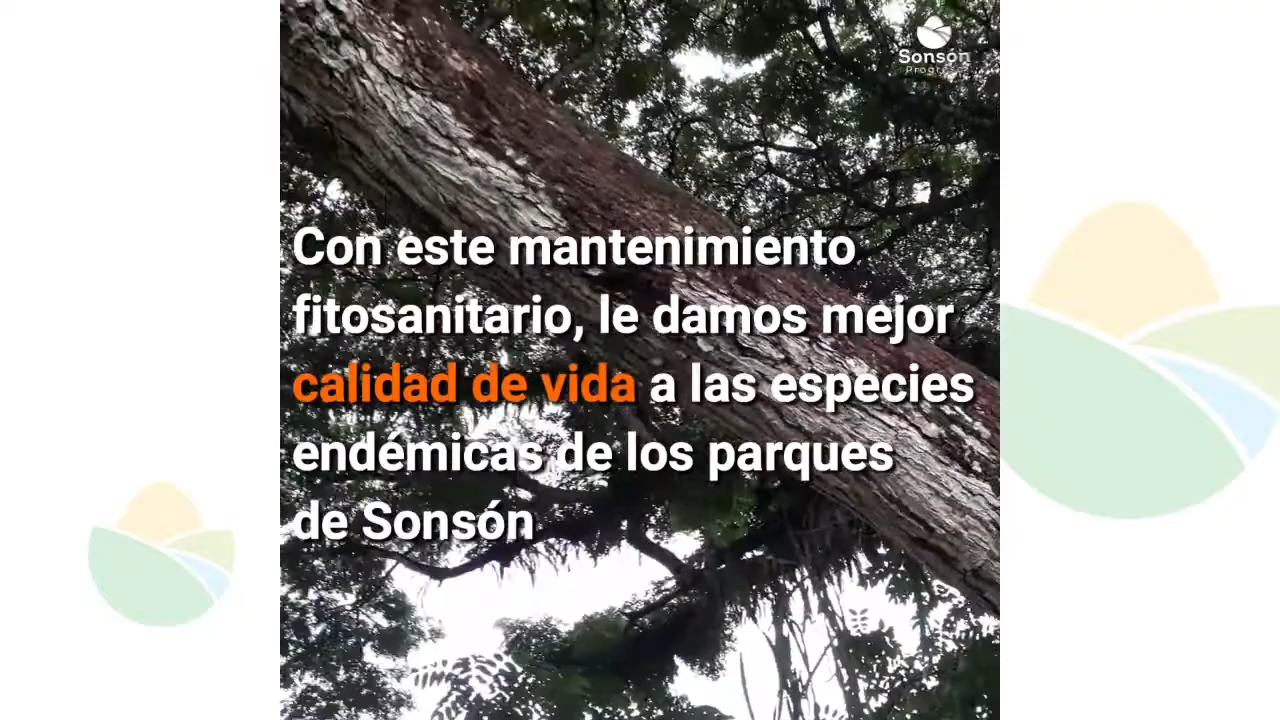 Sonsón
Con este mantenimiento
fitosanitario, le damos mejor
calidad de vida a las especies
endémicas de los parques
de Sonsón